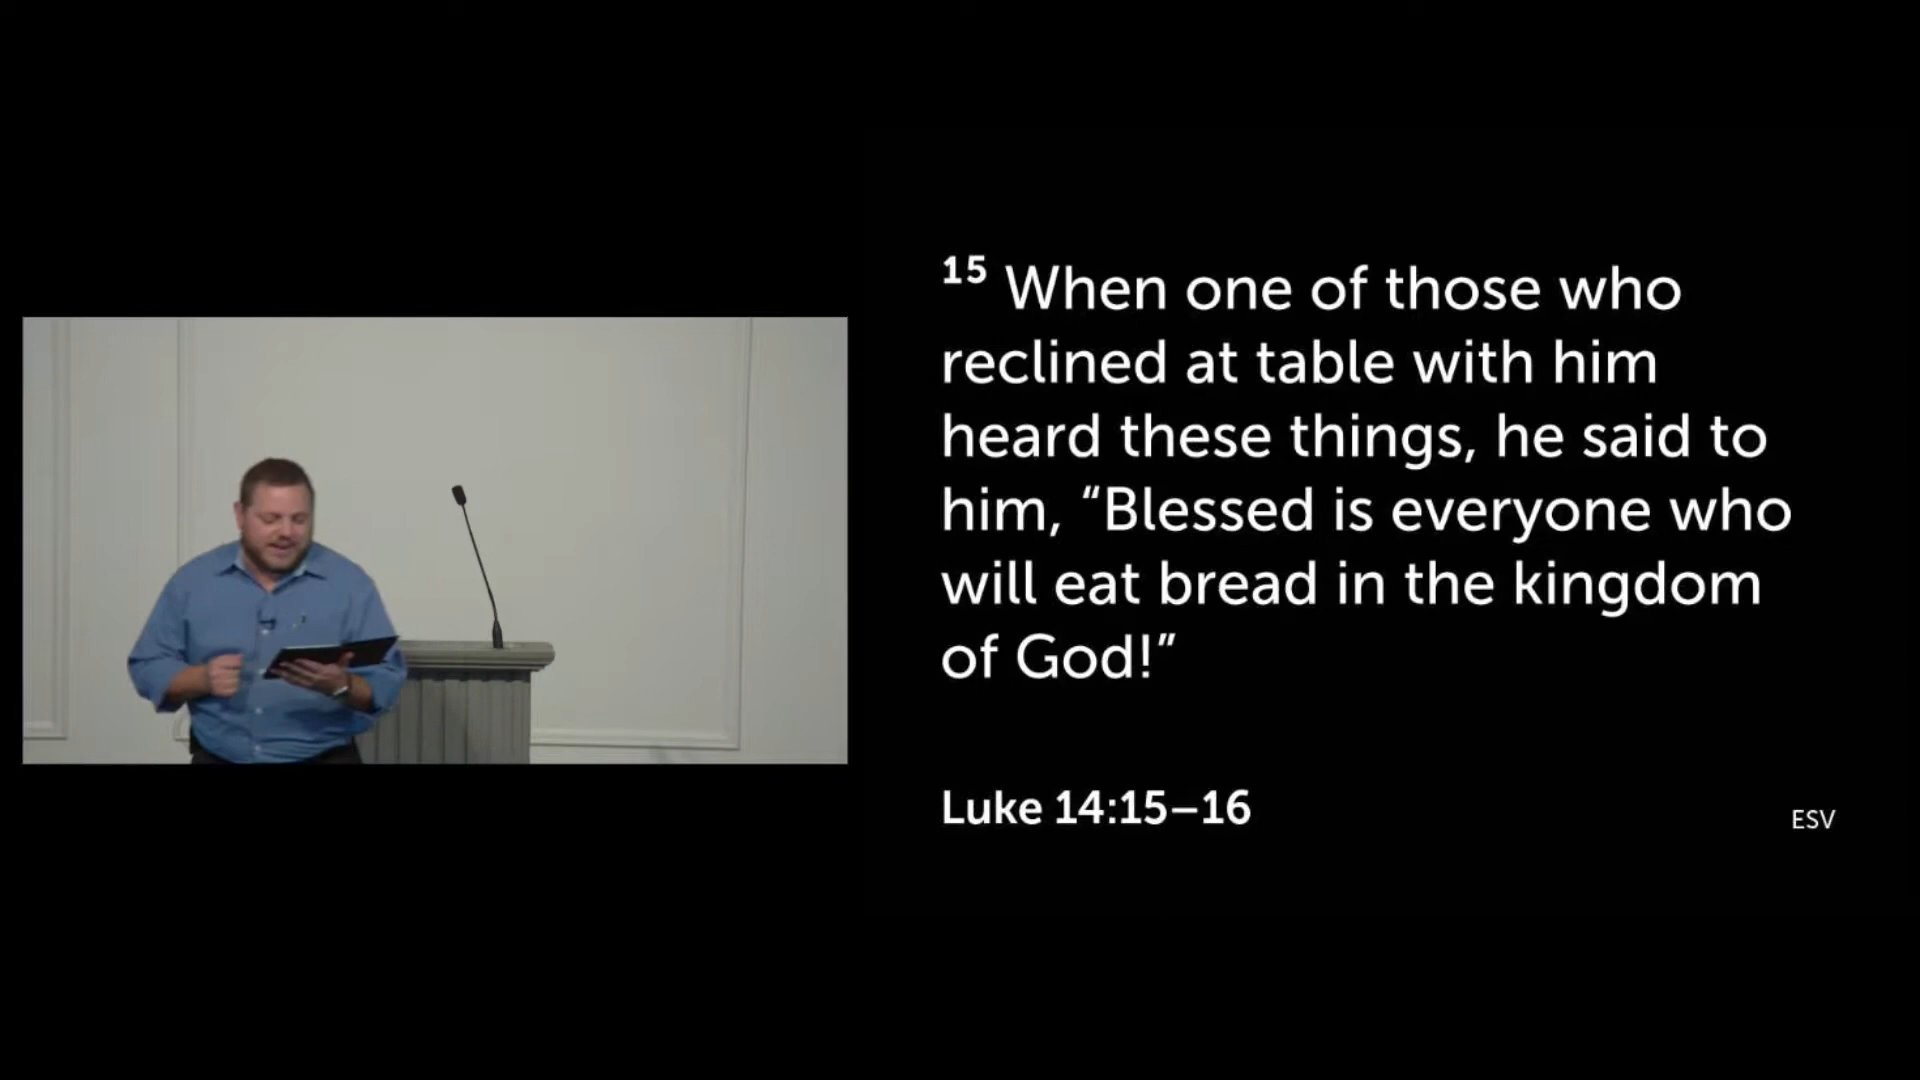 15 When one of those who
reclined at table with him
heard these things, he said to
him, “Blessed is everyone who
will eat bread in the kingdom
of God!”
Luke 14:15–16
ESV